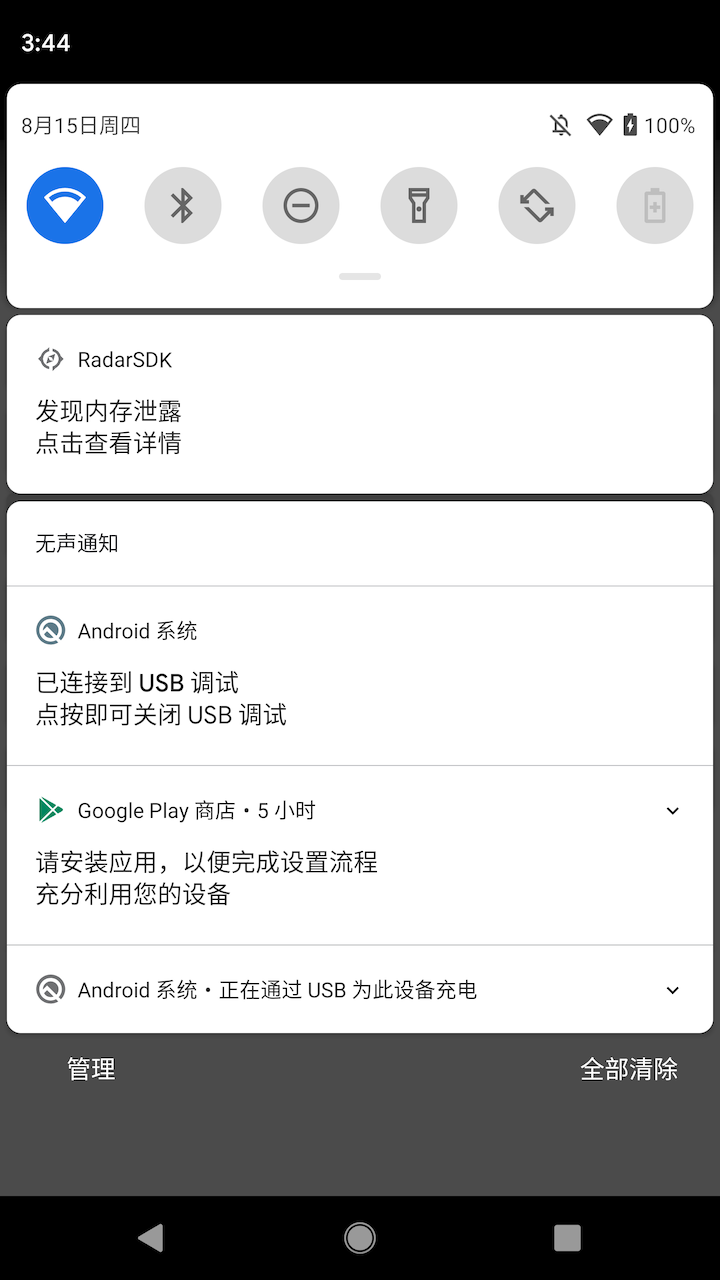 3:44
8月15日周四
100%
RadarSDK
发现内存泄露
点击查看详情
无声通知
Android 系统
已连接到 USB 调试
点按即可关闭 USB 调试
Google Play 商店 • 5 小时
请安装应用，以便完成设置流程
充分利用您的设备
Android 系统 • 正在通过 USB 为此设备充电
管理
全部清除